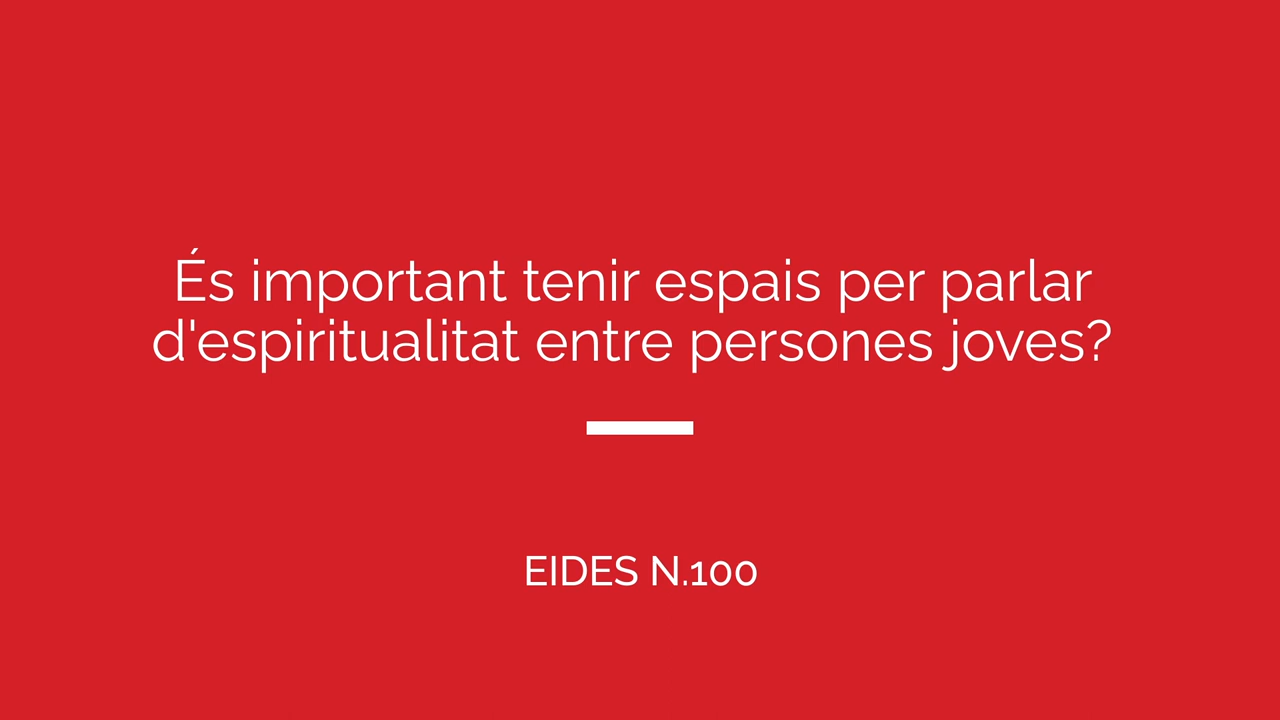 És important tenir espais per parlar
d'espiritualitat entre persones joves?
EIDES N.100